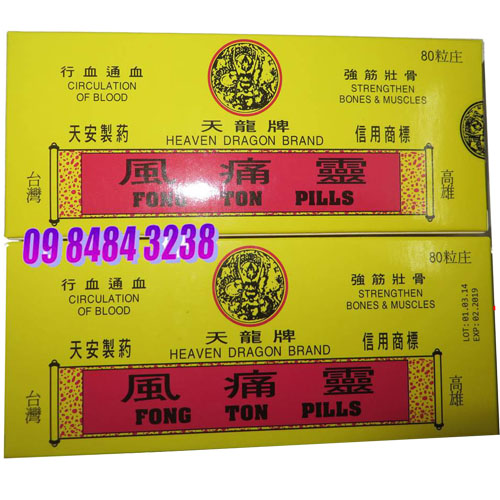 80粒庄
行血通血
CIRCULATION
OF BLOOD
強筋壯骨
STRENGTHEN
BONES & MUSCLES
天龍牌
HEAVEN DRAGON BRAND
天安製药
信用商標
台灣
風痛靈
FONG TON PILLS
高雄
09 8484 3238
80粒庄
行血通血
CIRCULATION
OF BLOOD
強筋壯骨
STRENGTHEN
BONES & MUSCLES
天龍牌
HEAVEN DRAGON BRAND
天安製药
信用商標
台灣
風痛靈
FONG TON PILLS
高雄
LOT: 01.03.14
EXP: 02.2019